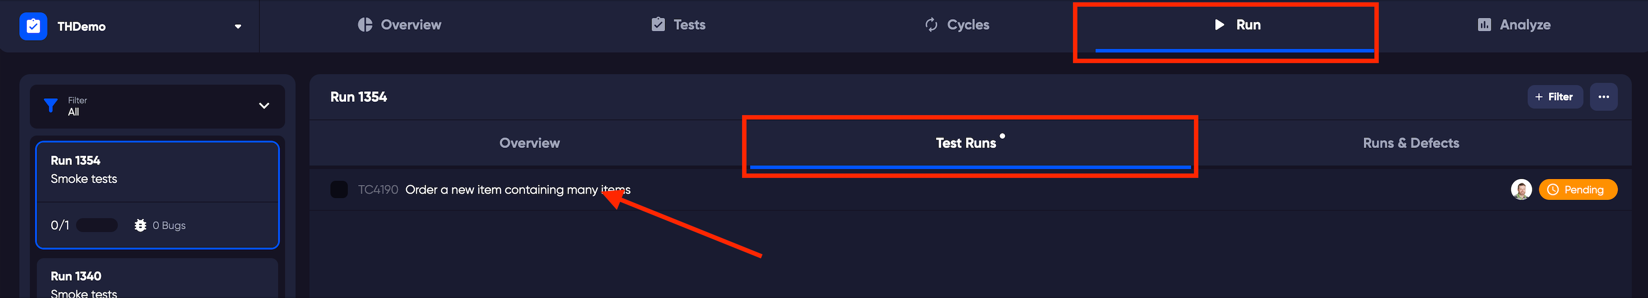 THDemo
Overview
Tests
Cycles
Run
Analyze
Filter
All
Run 1354
Smoke tests
0/1
0 Bugs
Run 1340
Smoke tests
Run 1354
+ Filter
Overview
Test Runs
Runs & Defects
TC4190 Order a new item containing many items
Pending